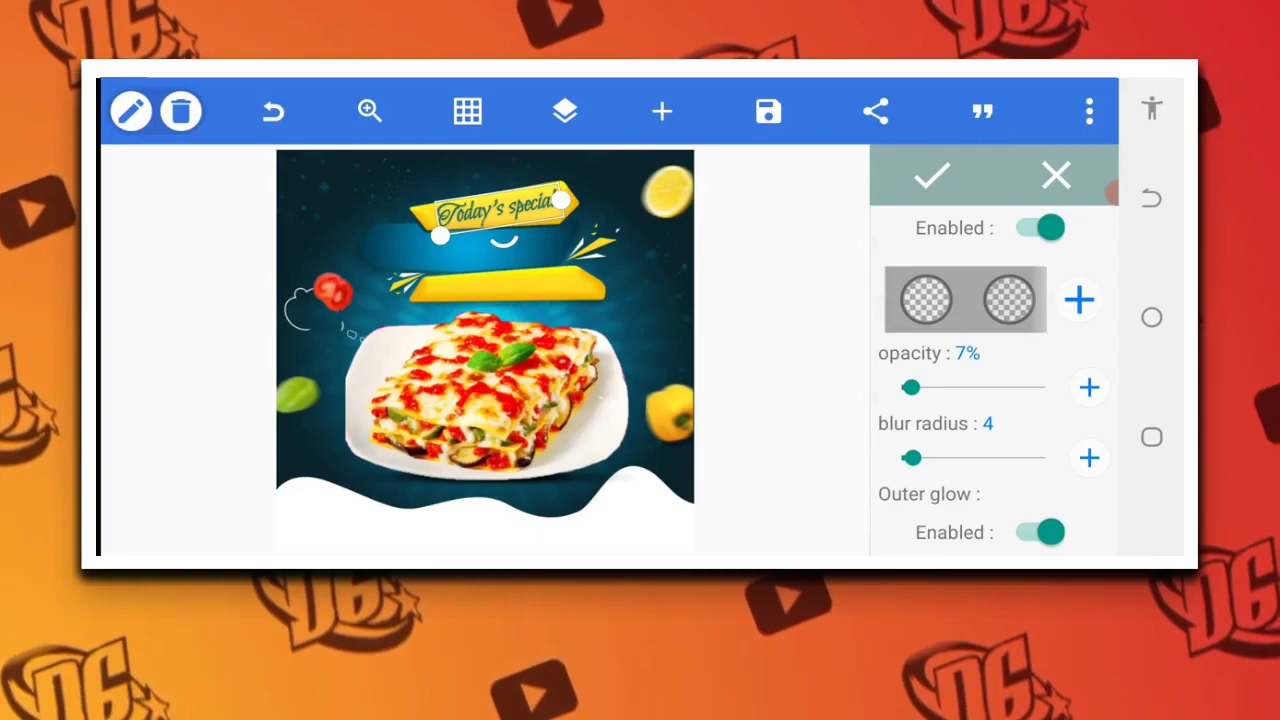 Today's special
Enabled :
opacity : 7%
blur radius : 4
Outer glow :
Enabled :